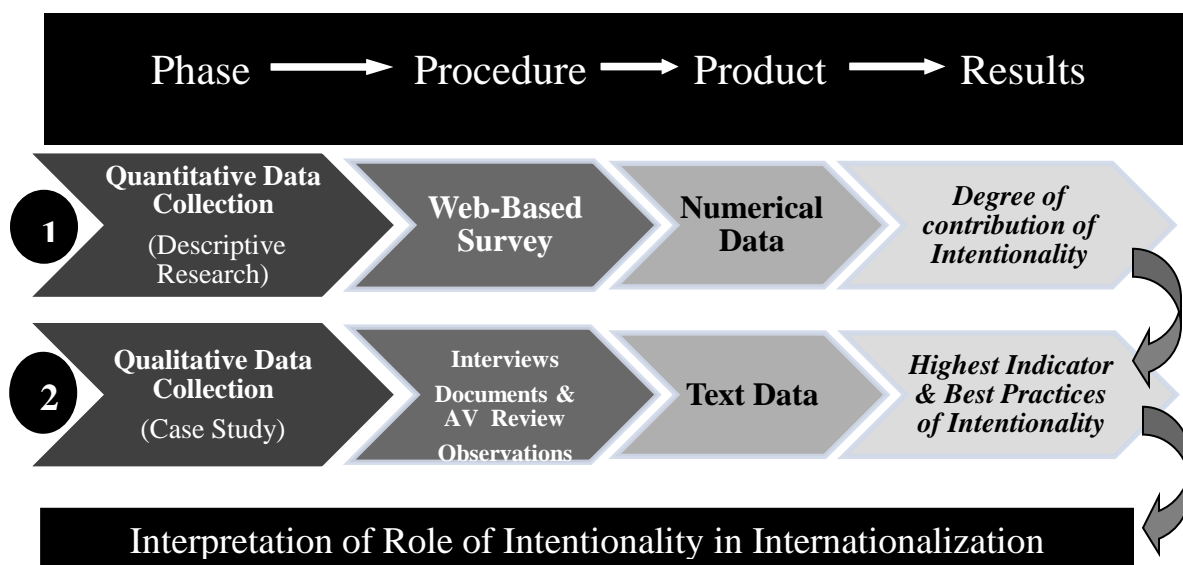 Phase Procedure Product Results
1
Quantitative Data
Collection
(Descriptive
Research)
Web-Based
Survey
Numerical
Data
Degree of
contribution of
Intentionality
2
Qualitative Data
Collection
(Case Study)
Interviews
Documents &
AV Review
Observations
Text Data
Highest Indicator
& Best Practices
of Intentionality
Interpretation of Role of Intentionality in Internationalization